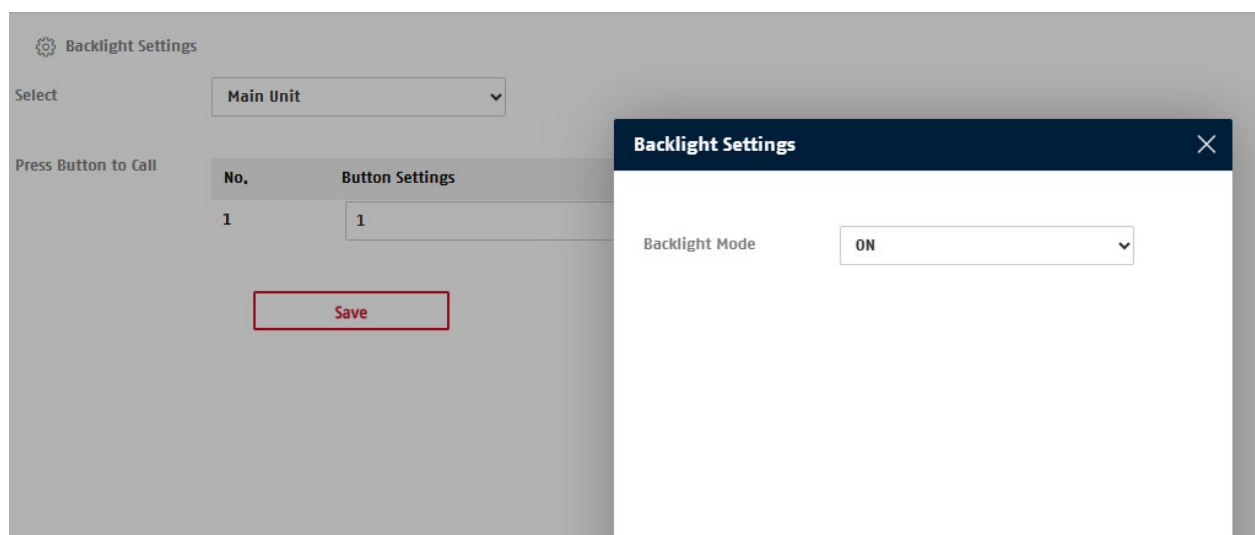 Backlight Settings
Select
Main Unit
Press Button to Call
No.
Button Settings
1
1
Save
Backlight Settings
Backlight Mode
ON